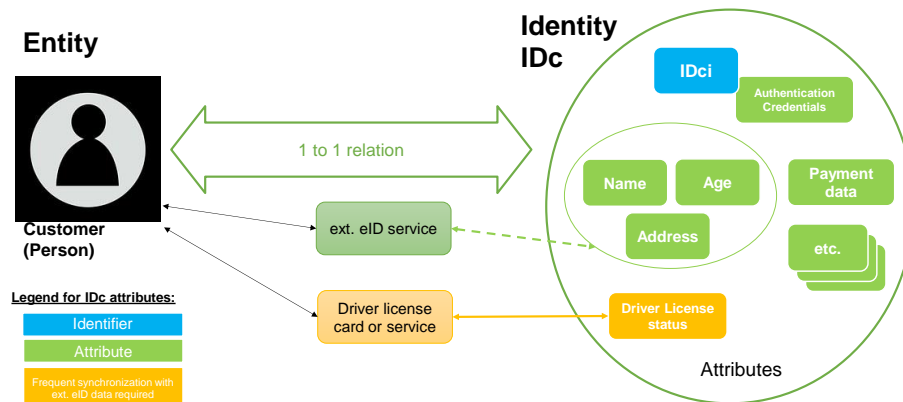 Entity
Identity
IDc
IDci
Authentication
Credentials
1 to 1 relation
Name
Age
Payment
data
Address
Customer
(Person)
ext. eID service
etc.
Legend for IDc attributes:
Identifier
Attribute
Frequent synchronization with
ext. eID data required
Driver license
card or service
Driver License
status
Attributes